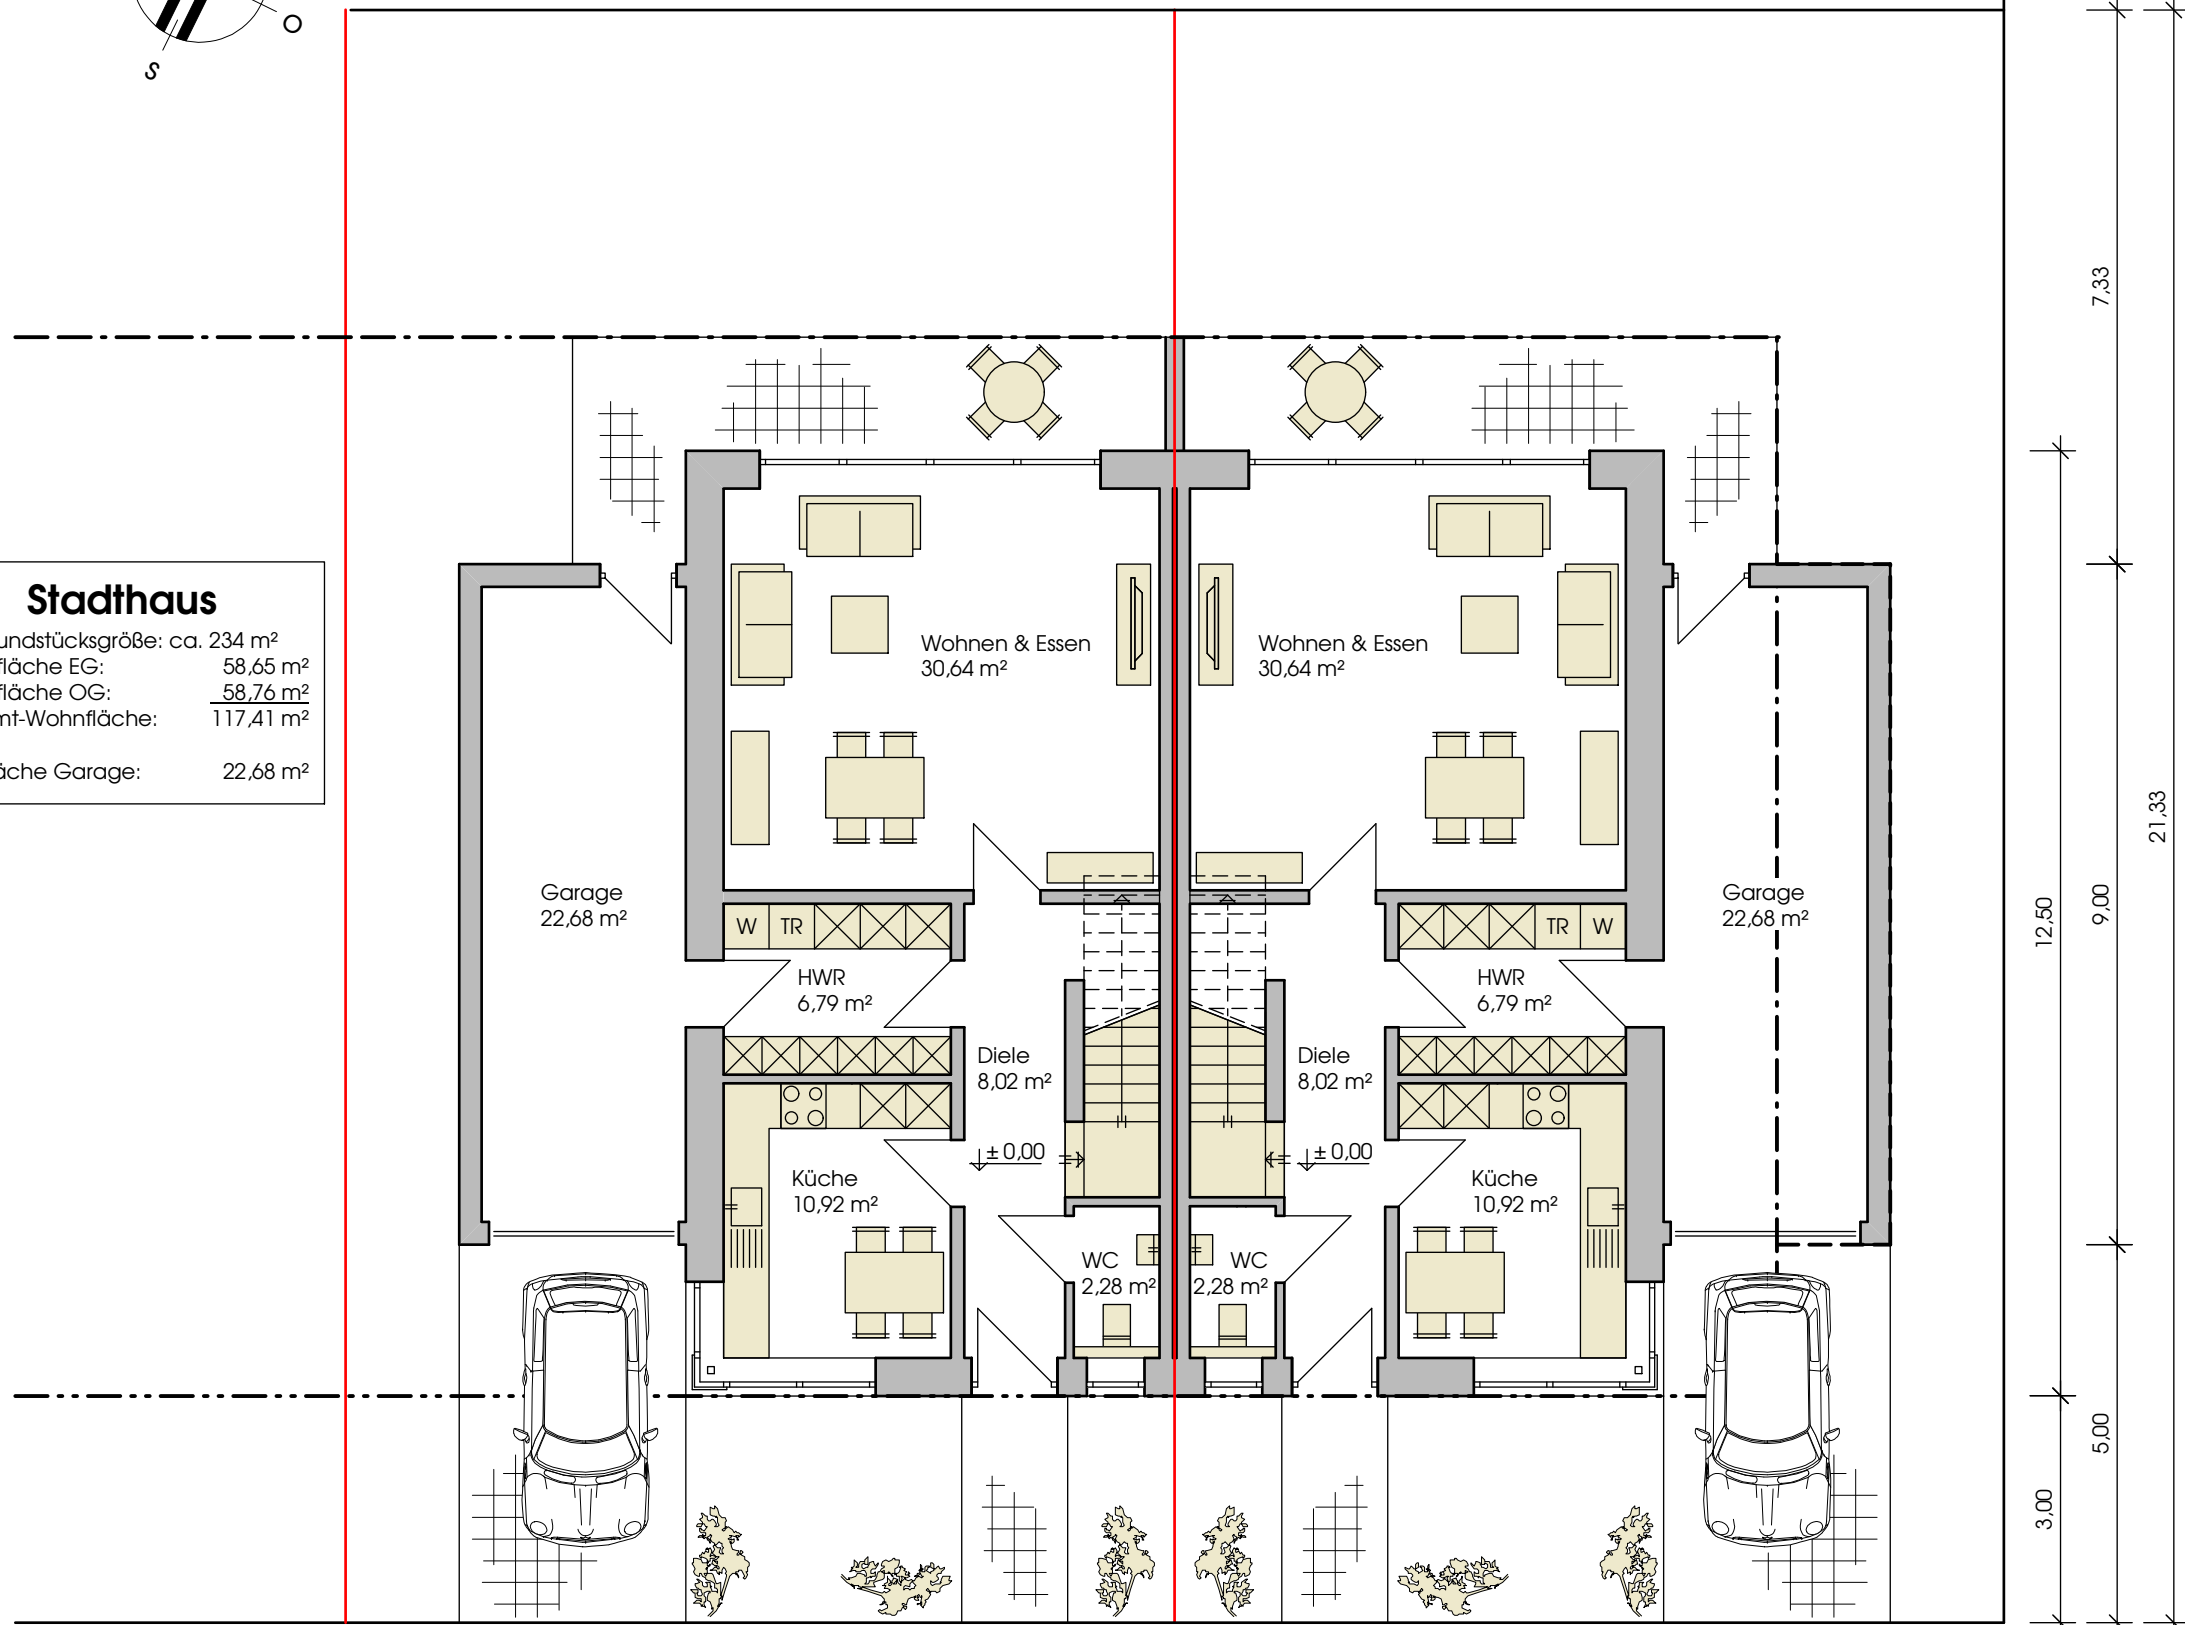 O
S
Stadthaus
undstücksgröße: ca. 234 m²
fläche EG: 58,65 m²
fläche OG: 58,76 m²
mt-Wohnfläche: 117,41 m²
äche Garage: 22,68 m²
7,33
Wohnen & Essen
30,64 m²
Wohnen & Essen
30,64 m²
21,33
Garage
22,68 m²
Garage
22,68 m²
12,50
9,00
W TR
TR W
HWR
6,79 m²
HWR
6,79 m²
Diele
8,02 m²
Diele
8,02 m²
± 0,00
± 0,00
Küche
10,92 m²
Küche
10,92 m²
WC
2,28 m²
WC
2,28 m²
5,00
3,00